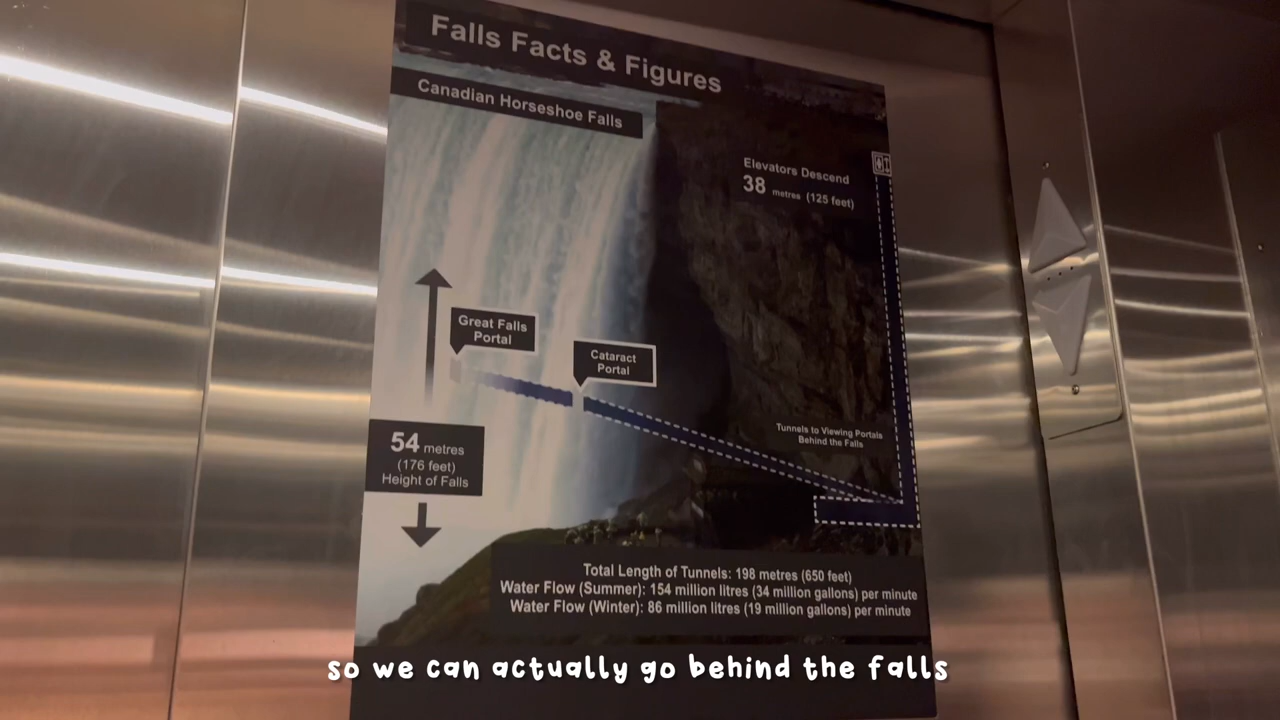 Falls Facts & Figures
Canadian Horseshoe Falls
Elevators Descend
38 metres (125 feet)
Great Falls
Portal
Cataract
Portal
Tunnels to Viewing Portals
Behind the Falls
54 metres
(176 feet)
Height of Falls
Total Length of Tunnels: 198 metres (650 feet)
Water Flow (Summer): 154 million litres (34 million gallons) per minute
Water Flow (Winter): 86 million litres (19 million gallons) per minute
so we can actually go behind the falls